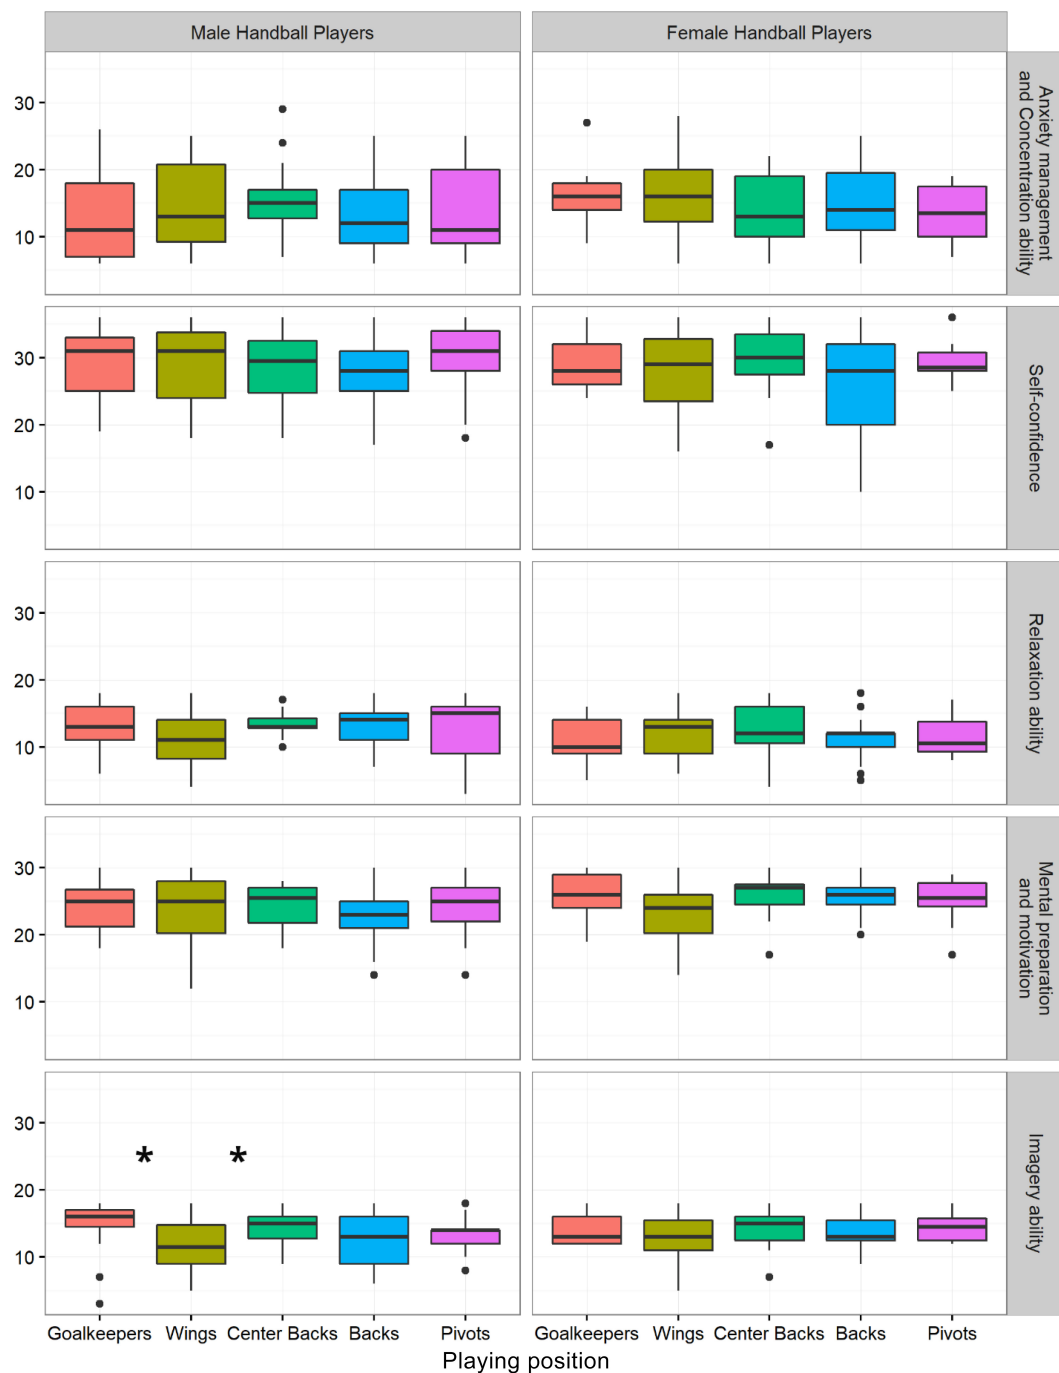 Male Handball Players
Female Handball Players
30
20
10
Anxiety management
and Concentration ability
30
20
10
Self-confidence
30
20
10
Relaxation ability
30
20
10
Mental preparation
and motivation
30
20
10
* *
Imagery ability
Goalkeepers Wings Center Backs Backs Pivots
Goalkeepers Wings Center Backs Backs Pivots
Playing position